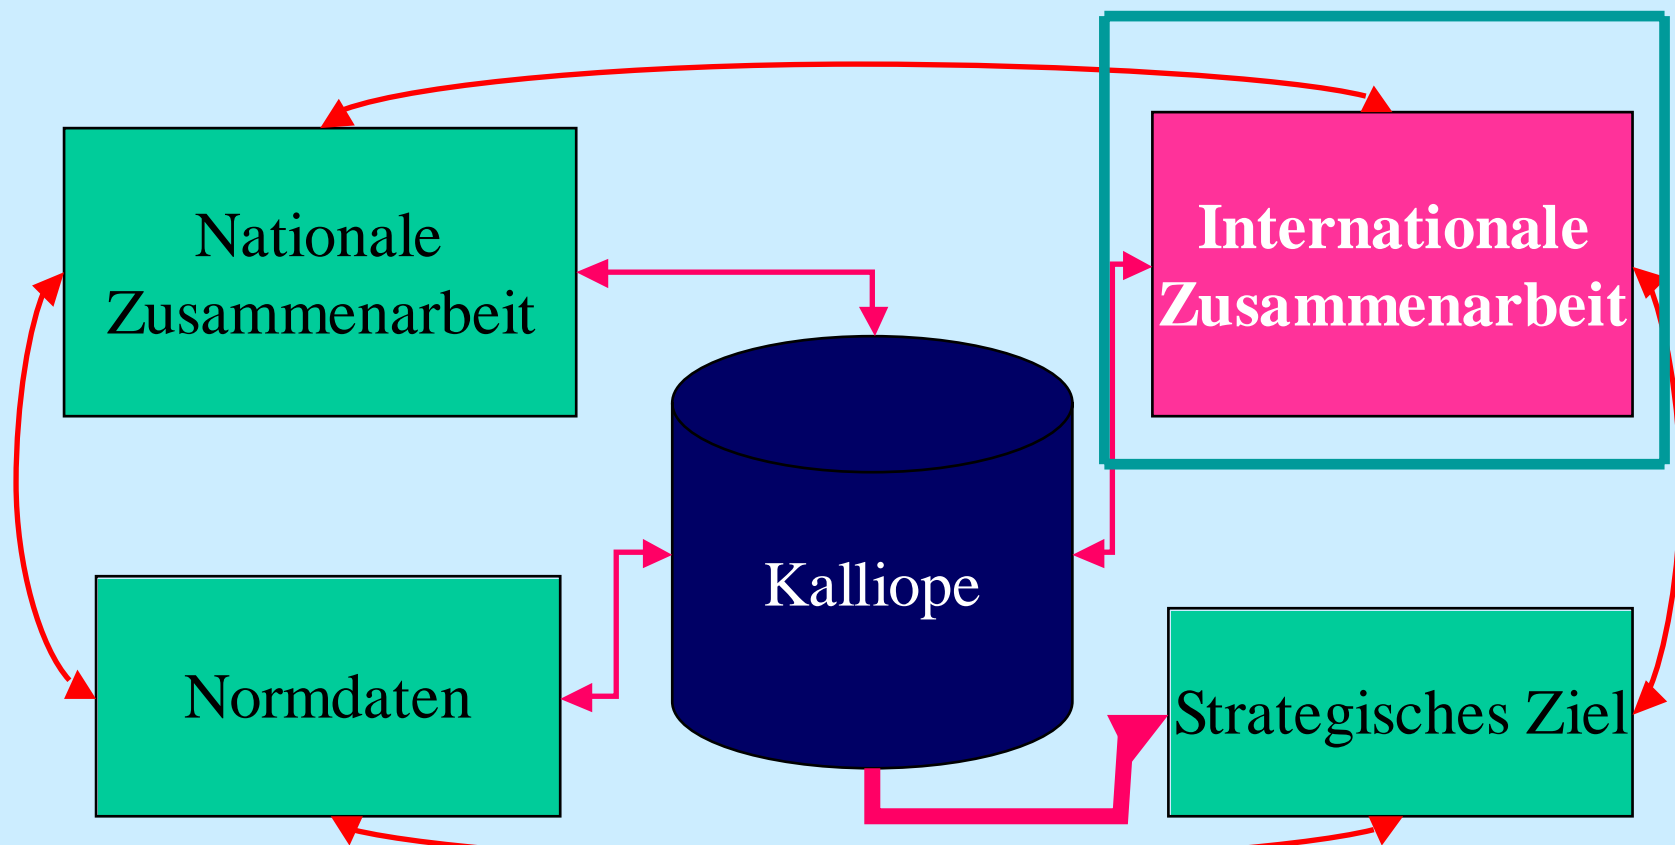 Nationale
Zusammenarbeit
Internationale
Zusammenarbeit
Kalliope
Normdaten
Strategisches Ziel